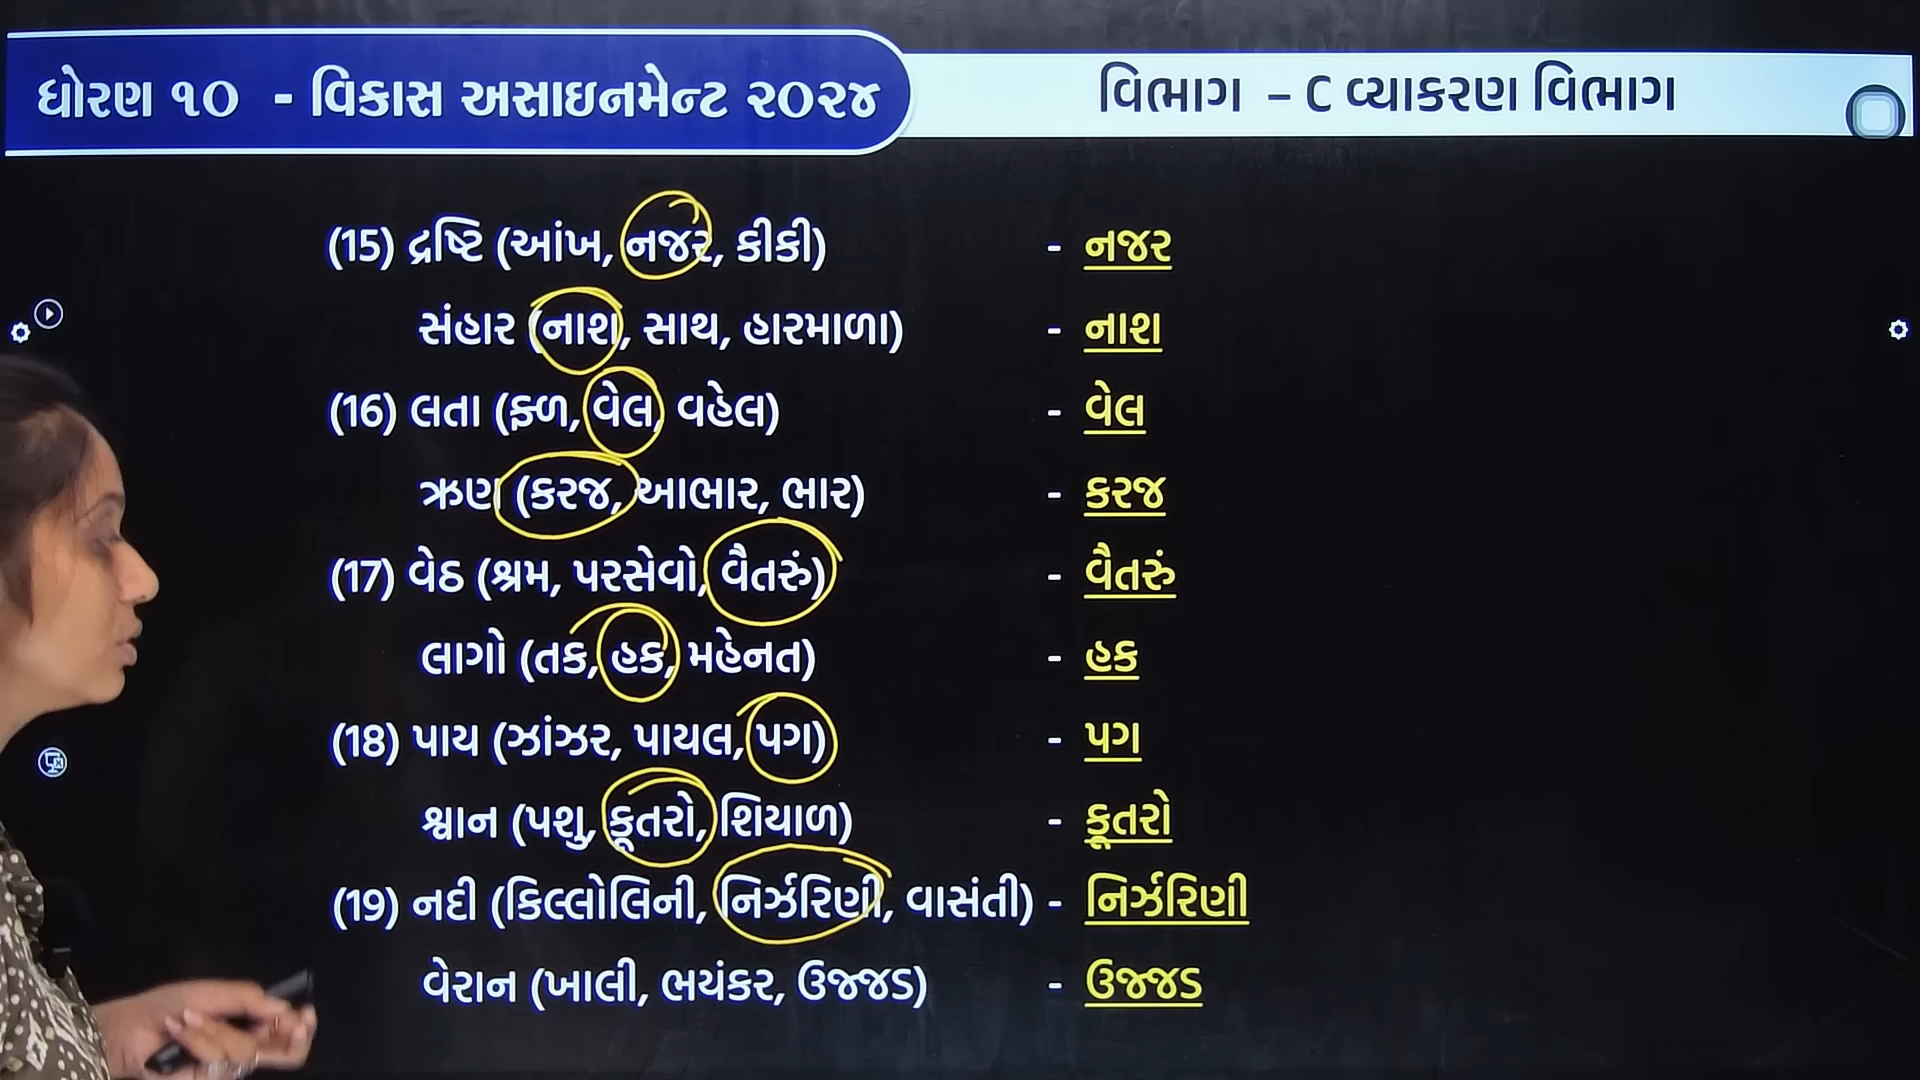 ધોરણ ૧૦ - વિકાસ અસાઇનમેન્ટ ૨૦૨૪
વિભાગ – C વ્યાકરણ વિભાગ
(15) દ્રષ્ટિ (આંખ, નજર, કીકી) - નજર
સંહાર (નાશ, સાથ, હારમાળા) - નાશ
(16) લતા (ફળ, વેલ, વહેલ) - વેલ
ઋણ (કરજ, આભાર, ભાર) - કરજ
(17) વેઠ (શ્રમ, પરસેવો, વૈતરું) - વૈતરું
લાગો (તક, હક, મહેનત) - હક
(18) પાય (ઝાંઝર, પાયલ, પગ) - પગ
શ્વાન (પશુ, કૂતરો, શિયાળ) - કૂતરો
(19) નદી (કિલ્લોલિની, નિર્ઝરિણી, વાસંતી) - નિર્ઝરિણી
વેરાન (ખાલી, ભયંકર, ઉજ્જડ) - ઉજ્જડ